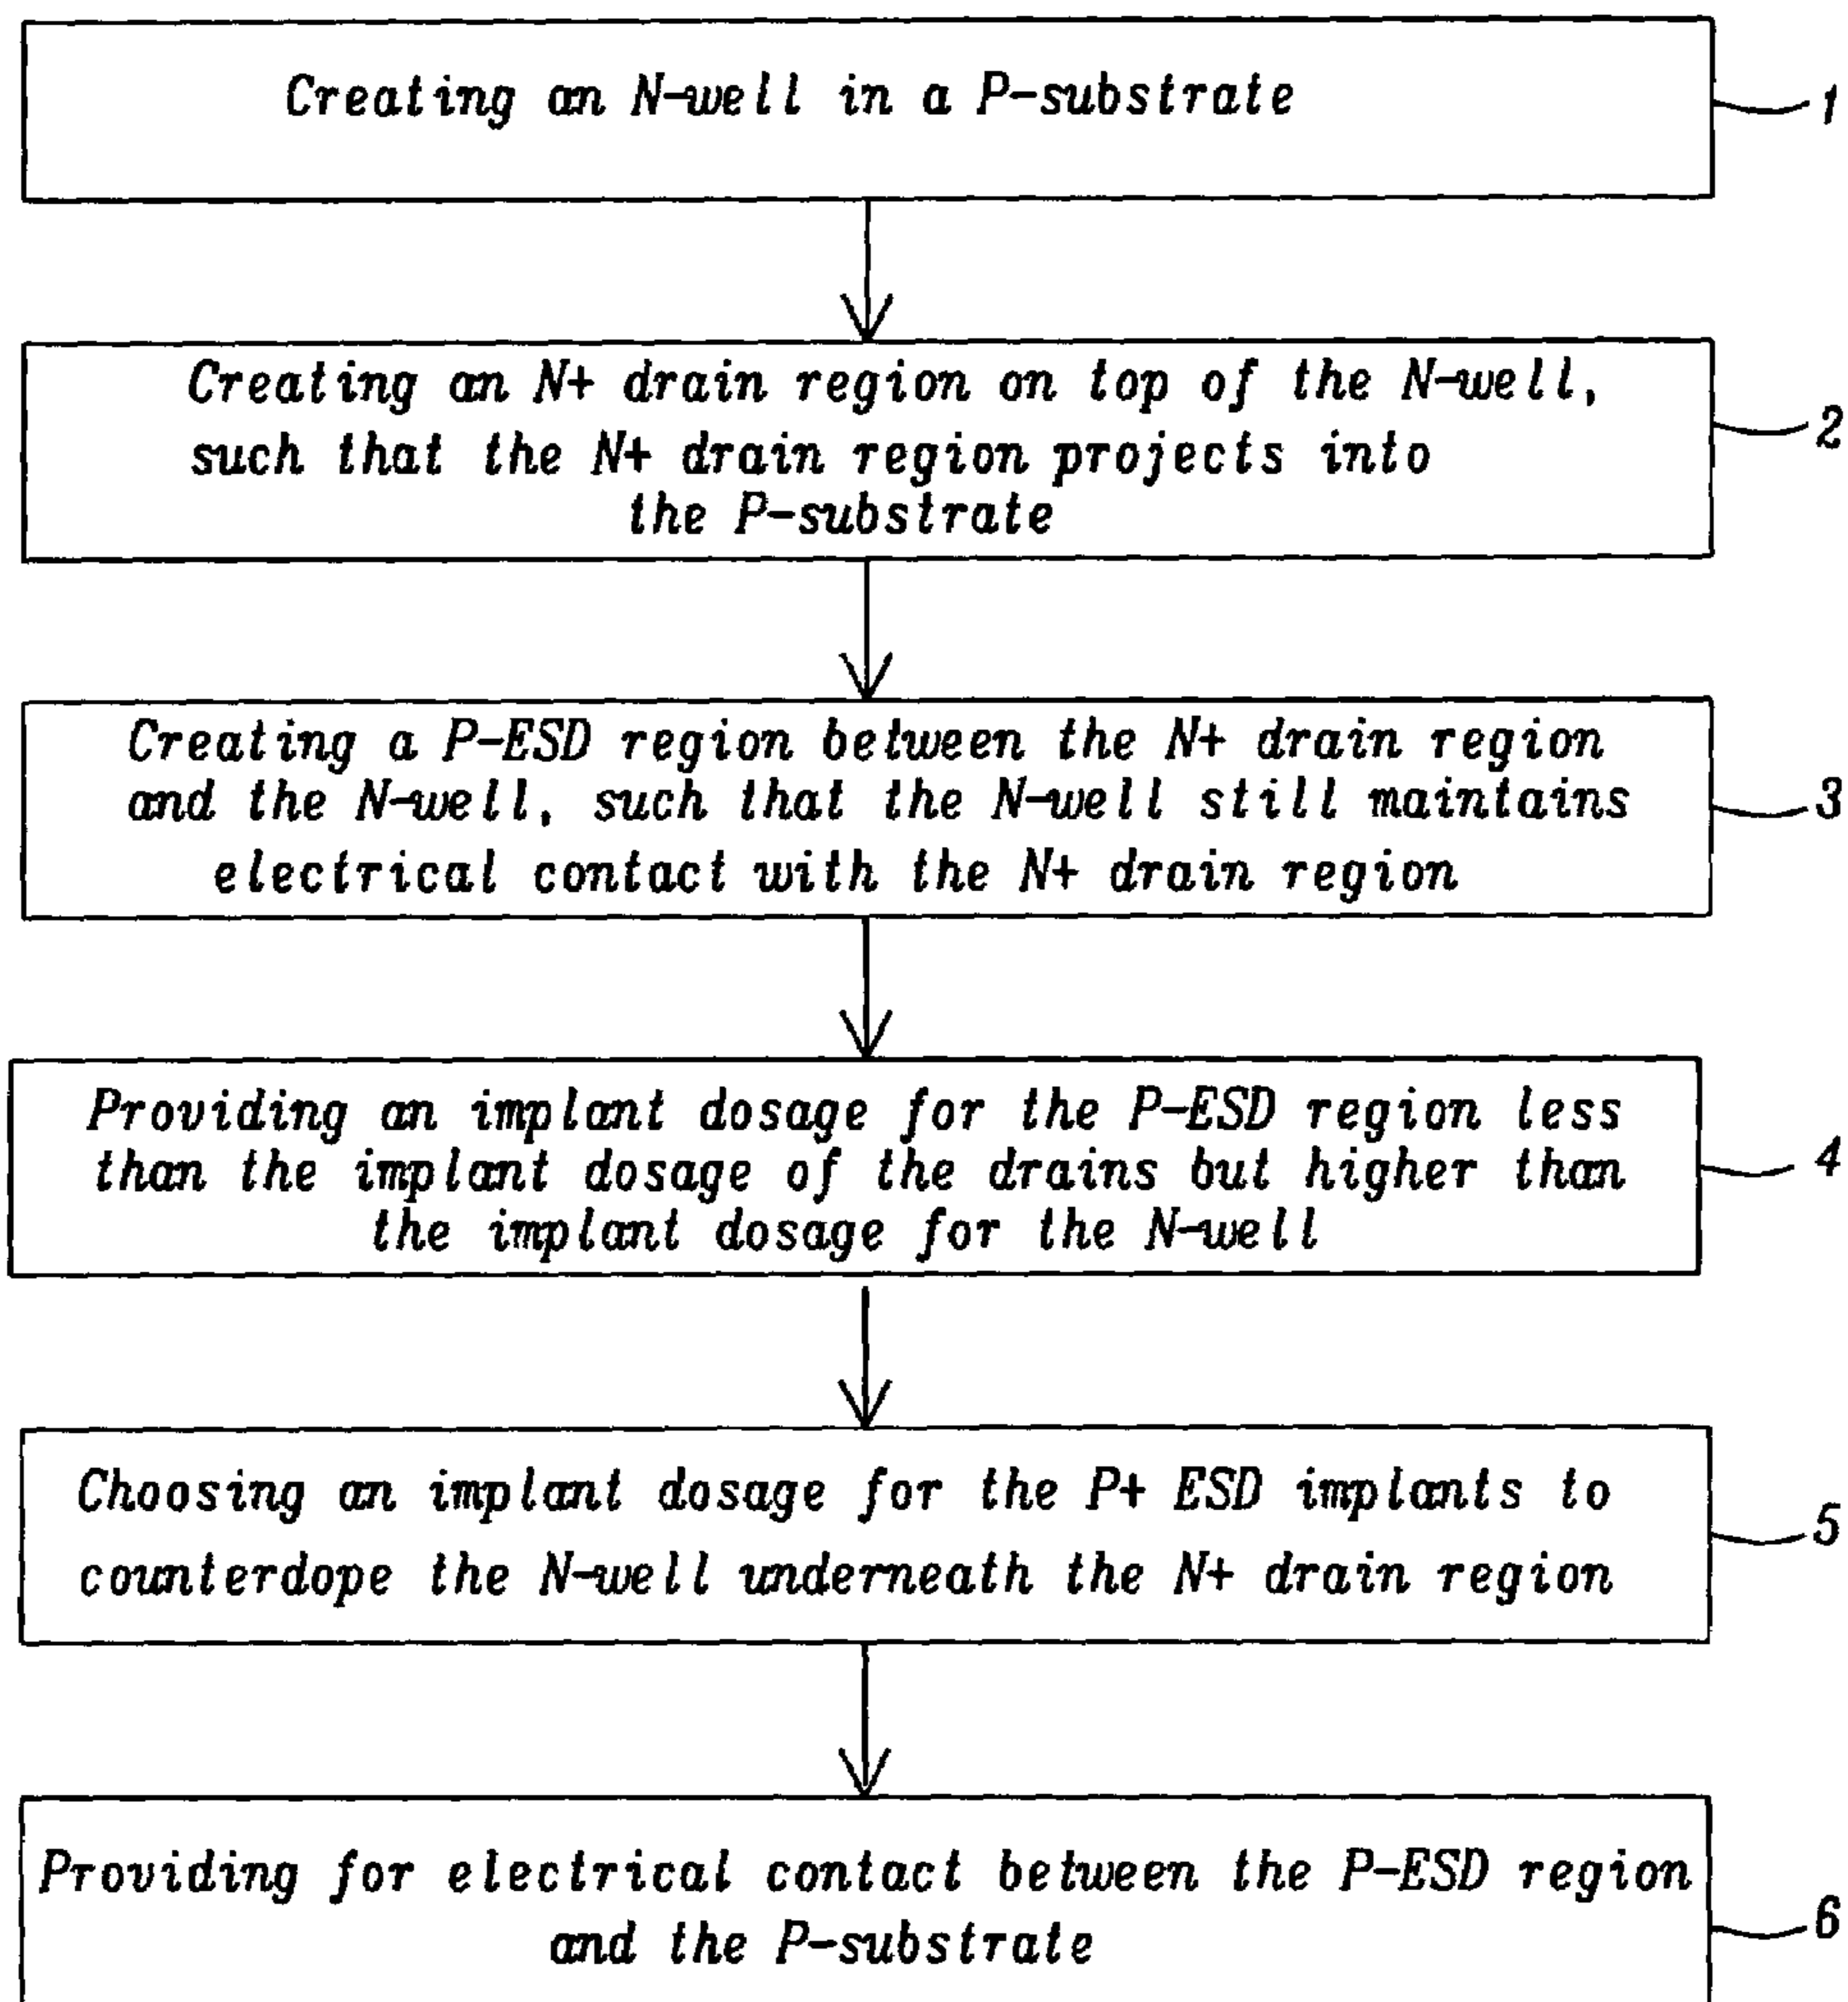 Creating an N-well in a P-substrate
1
Creating an N+ drain region on top of the N-well,
such that the N+ drain region projects into
the P-substrate
2
Creating a P-ESD region between the N+ drain region
and the N-well, such that the N-well still maintains
electrical contact with the N+ drain region
3
Providing an implant dosage for the P-ESD region less
than the implant dosage of the drains but higher than
the implant dosage for the N-well
4
Choosing an implant dosage for the P+ ESD implants to
counterdope the N-well underneath the N+ drain region
5
Providing for electrical contact between the P-ESD region
and the P-substrate
6